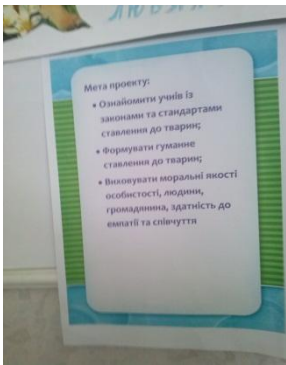 Мета проекту:
• Ознайомити учнів із
законами та стандартами
ставлення до тварин;
• Формувати гуманне
ставлення до тварин;
• Виховувати моральні якості
особистості, людини,
громадянина, здатність до
емпатії та співчуття